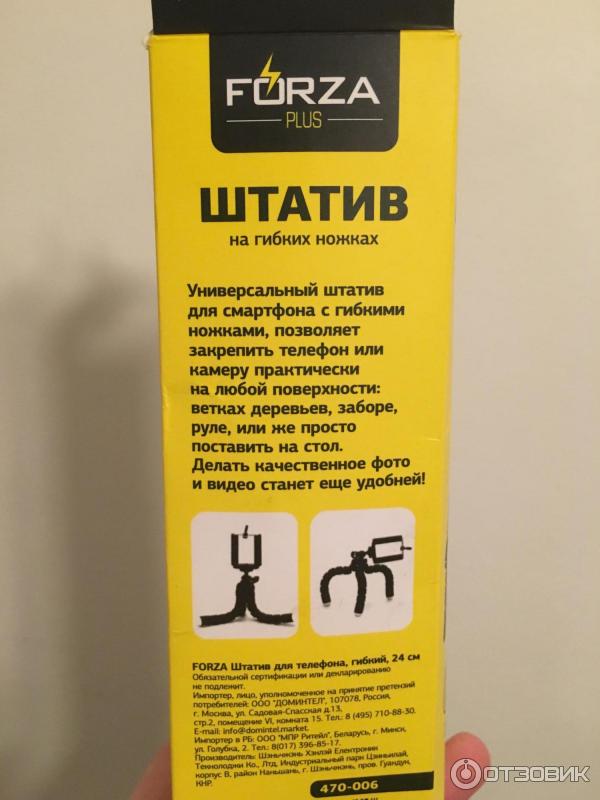 FORZA
PLUS
ШТАТИВ
на гибких ножках
Универсальный штатив
для смартфона с гибкими
ножками, позволяет
закрепить телефон или
камеру практически
на любой поверхности:
ветках деревьев, заборе,
руле, или же просто
поставить на стол.
Делать качественное фото
и видео станет еще удобней!
FORZA Штатив для телефона, гибкий, 24 см
Обязательной сертификации или декларированию
не подлежит.
Импортер, лицо, уполномоченное на принятие претензий
потребителей: ООО "ДОМИНТЕЛ", 107078, Россия,
г. Москва, ул. Садовая-Спасская д.13,
стр.2, помещение VI, комната 15. Тел.: 8 (495) 710-88-30.
E-mail: info@domintel.market.
Импортер в РБ: ООО "МПР Ритейл", Беларусь, г. Минск,
ул. Голубка, 2. Тел.: 8(017) 396-85-17.
Производитель: Шэньчжэнь Хэнлэй Електроник
Текнолоджи Ко., Лтд. Индустриальный парк Цзиньилай,
корпус В, район Наньшань, г. Шэньчжэнь, пров. Гуандун,
КНР.
470-006
ОТЗОВИК